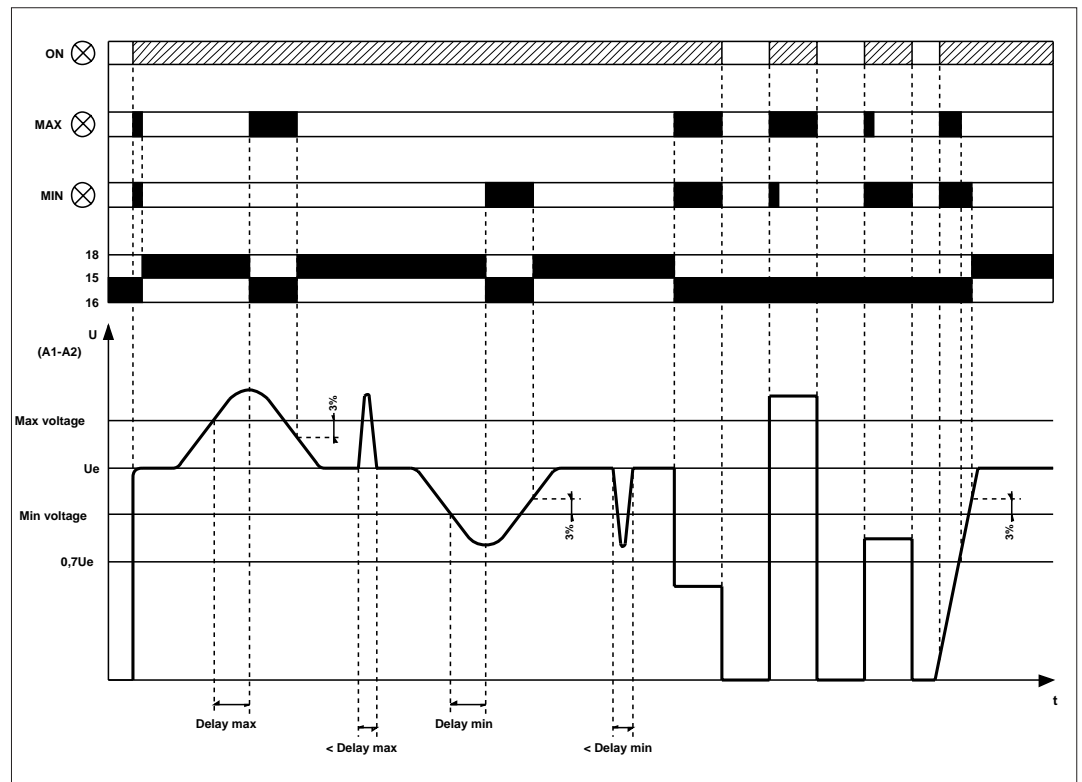 ON
MAX
MIN
18
15
16
U
(A1-A2)
3%
Max voltage
Ue
Min voltage
3%
3%
0,7Ue
t
Delay max
Delay min
< Delay max
< Delay min